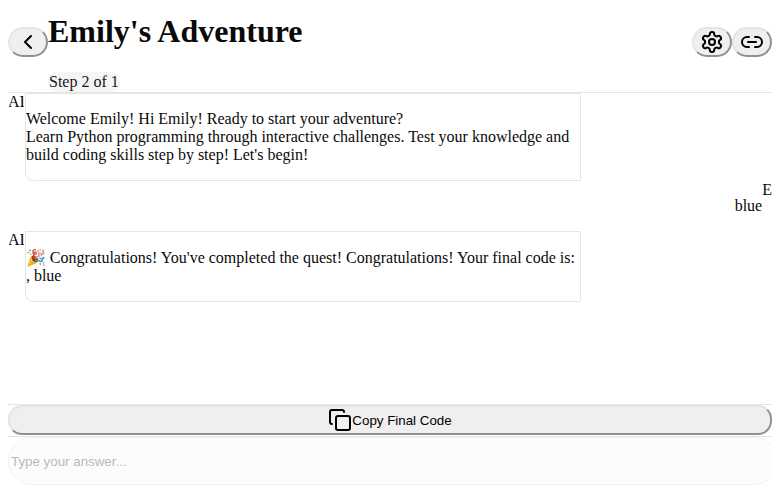 Emily's Adventure
Step 2 of 1
AI
Welcome Emily! Hi Emily! Ready to start your adventure?
Learn Python programming through interactive challenges. Test your knowledge and
build coding skills step by step! Let's begin!
E
blue
AI
🎉 Congratulations! You've completed the quest! Congratulations! Your final code is:
, blue
Copy Final Code
Type your answer...